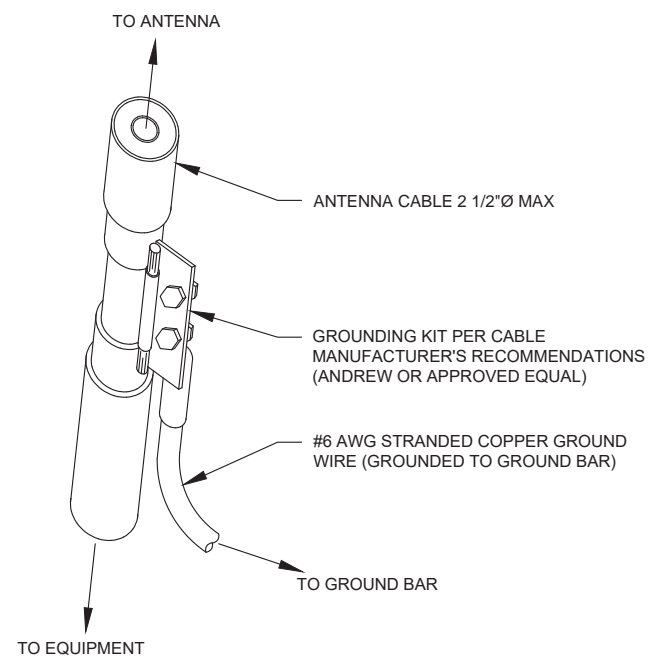 TO ANTENNA
ANTENNA CABLE 2 1/2"Ø MAX
GROUNDING KIT PER CABLE
MANUFACTURER'S RECOMMENDATIONS
(ANDREW OR APPROVED EQUAL)
#6 AWG STRANDED COPPER GROUND
WIRE (GROUNDED TO GROUND BAR)
TO GROUND BAR
TO EQUIPMENT